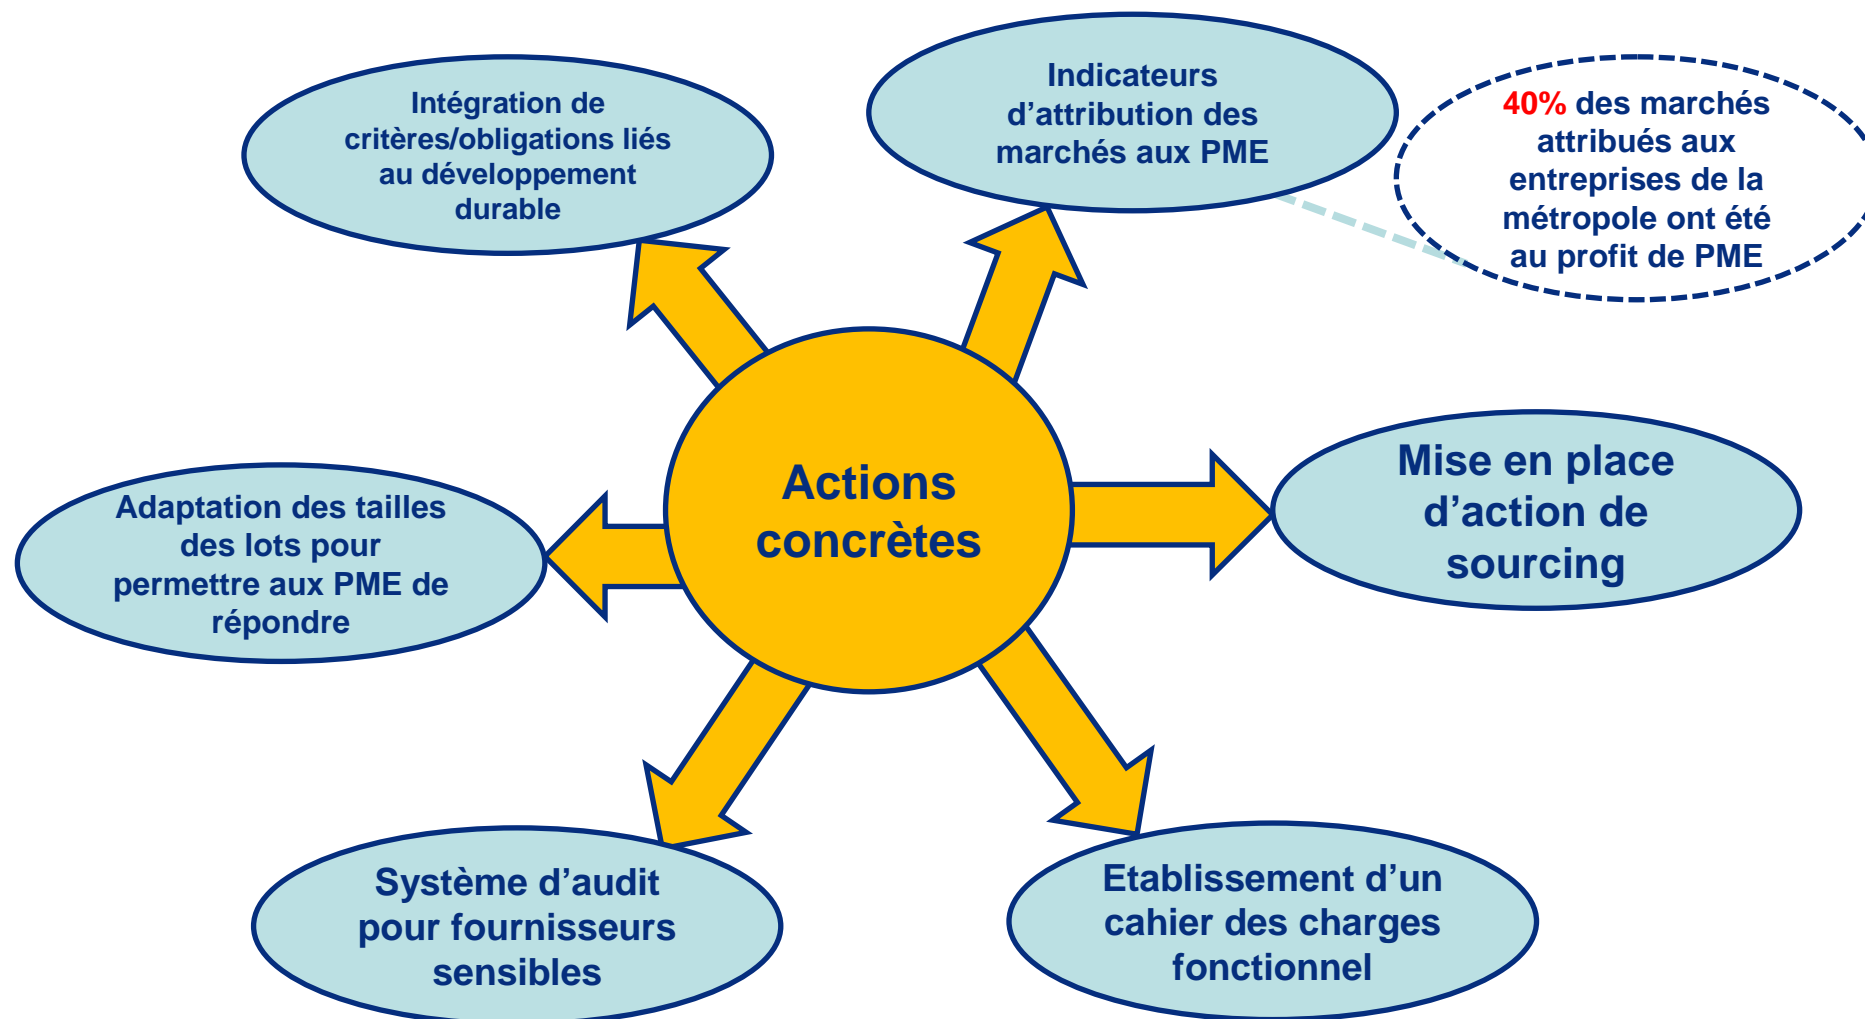 Intégration de
critères/obligations liés
au développement
durable
Indicateurs
d’attribution des
marchés aux PME
40% des marchés
attribués aux
entreprises de la
métropole ont été
au profit de PME
Actions
concrètes
Mise en place
d’action de
sourcing
Adaptation des tailles
des lots pour
permettre aux PME de
répondre
Système d’audit
pour fournisseurs
sensibles
Etablissement d’un
cahier des charges
fonctionnel